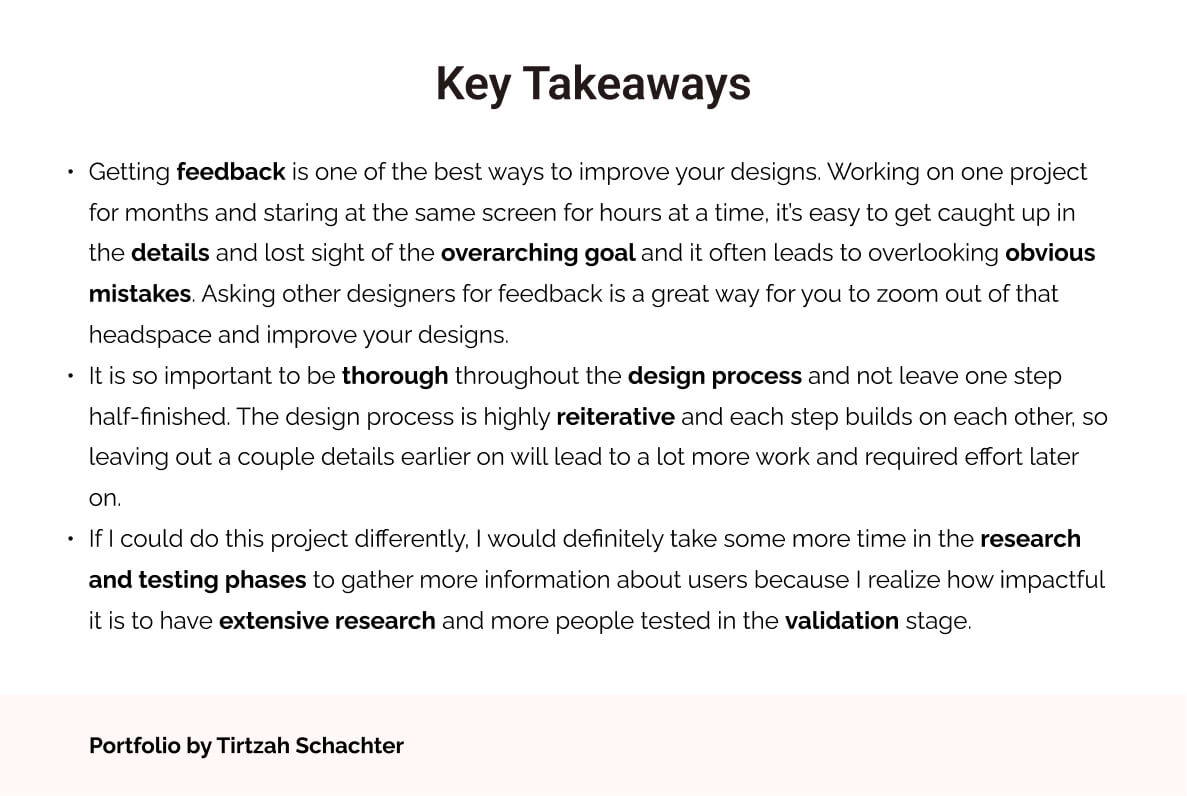 Key Takeaways
• Getting feedback is one of the best ways to improve your designs. Working on one project
for months and staring at the same screen for hours at a time, it's easy to get caught up in
the details and lost sight of the overarching goal and it often leads to overlooking obvious
mistakes. Asking other designers for feedback is a great way for you to zoom out of that
headspace and improve your designs.
• It is so important to be thorough throughout the design process and not leave one step
half-finished. The design process is highly reiterative and each step builds on each other, so
leaving out a couple details earlier on will lead to a lot more work and required effort later
on.
• If I could do this project differently, I would definitely take some more time in the research
and testing phases to gather more information about users because I realize how impactful
it is to have extensive research and more people tested in the validation stage.
Portfolio by Tirtzah Schachter